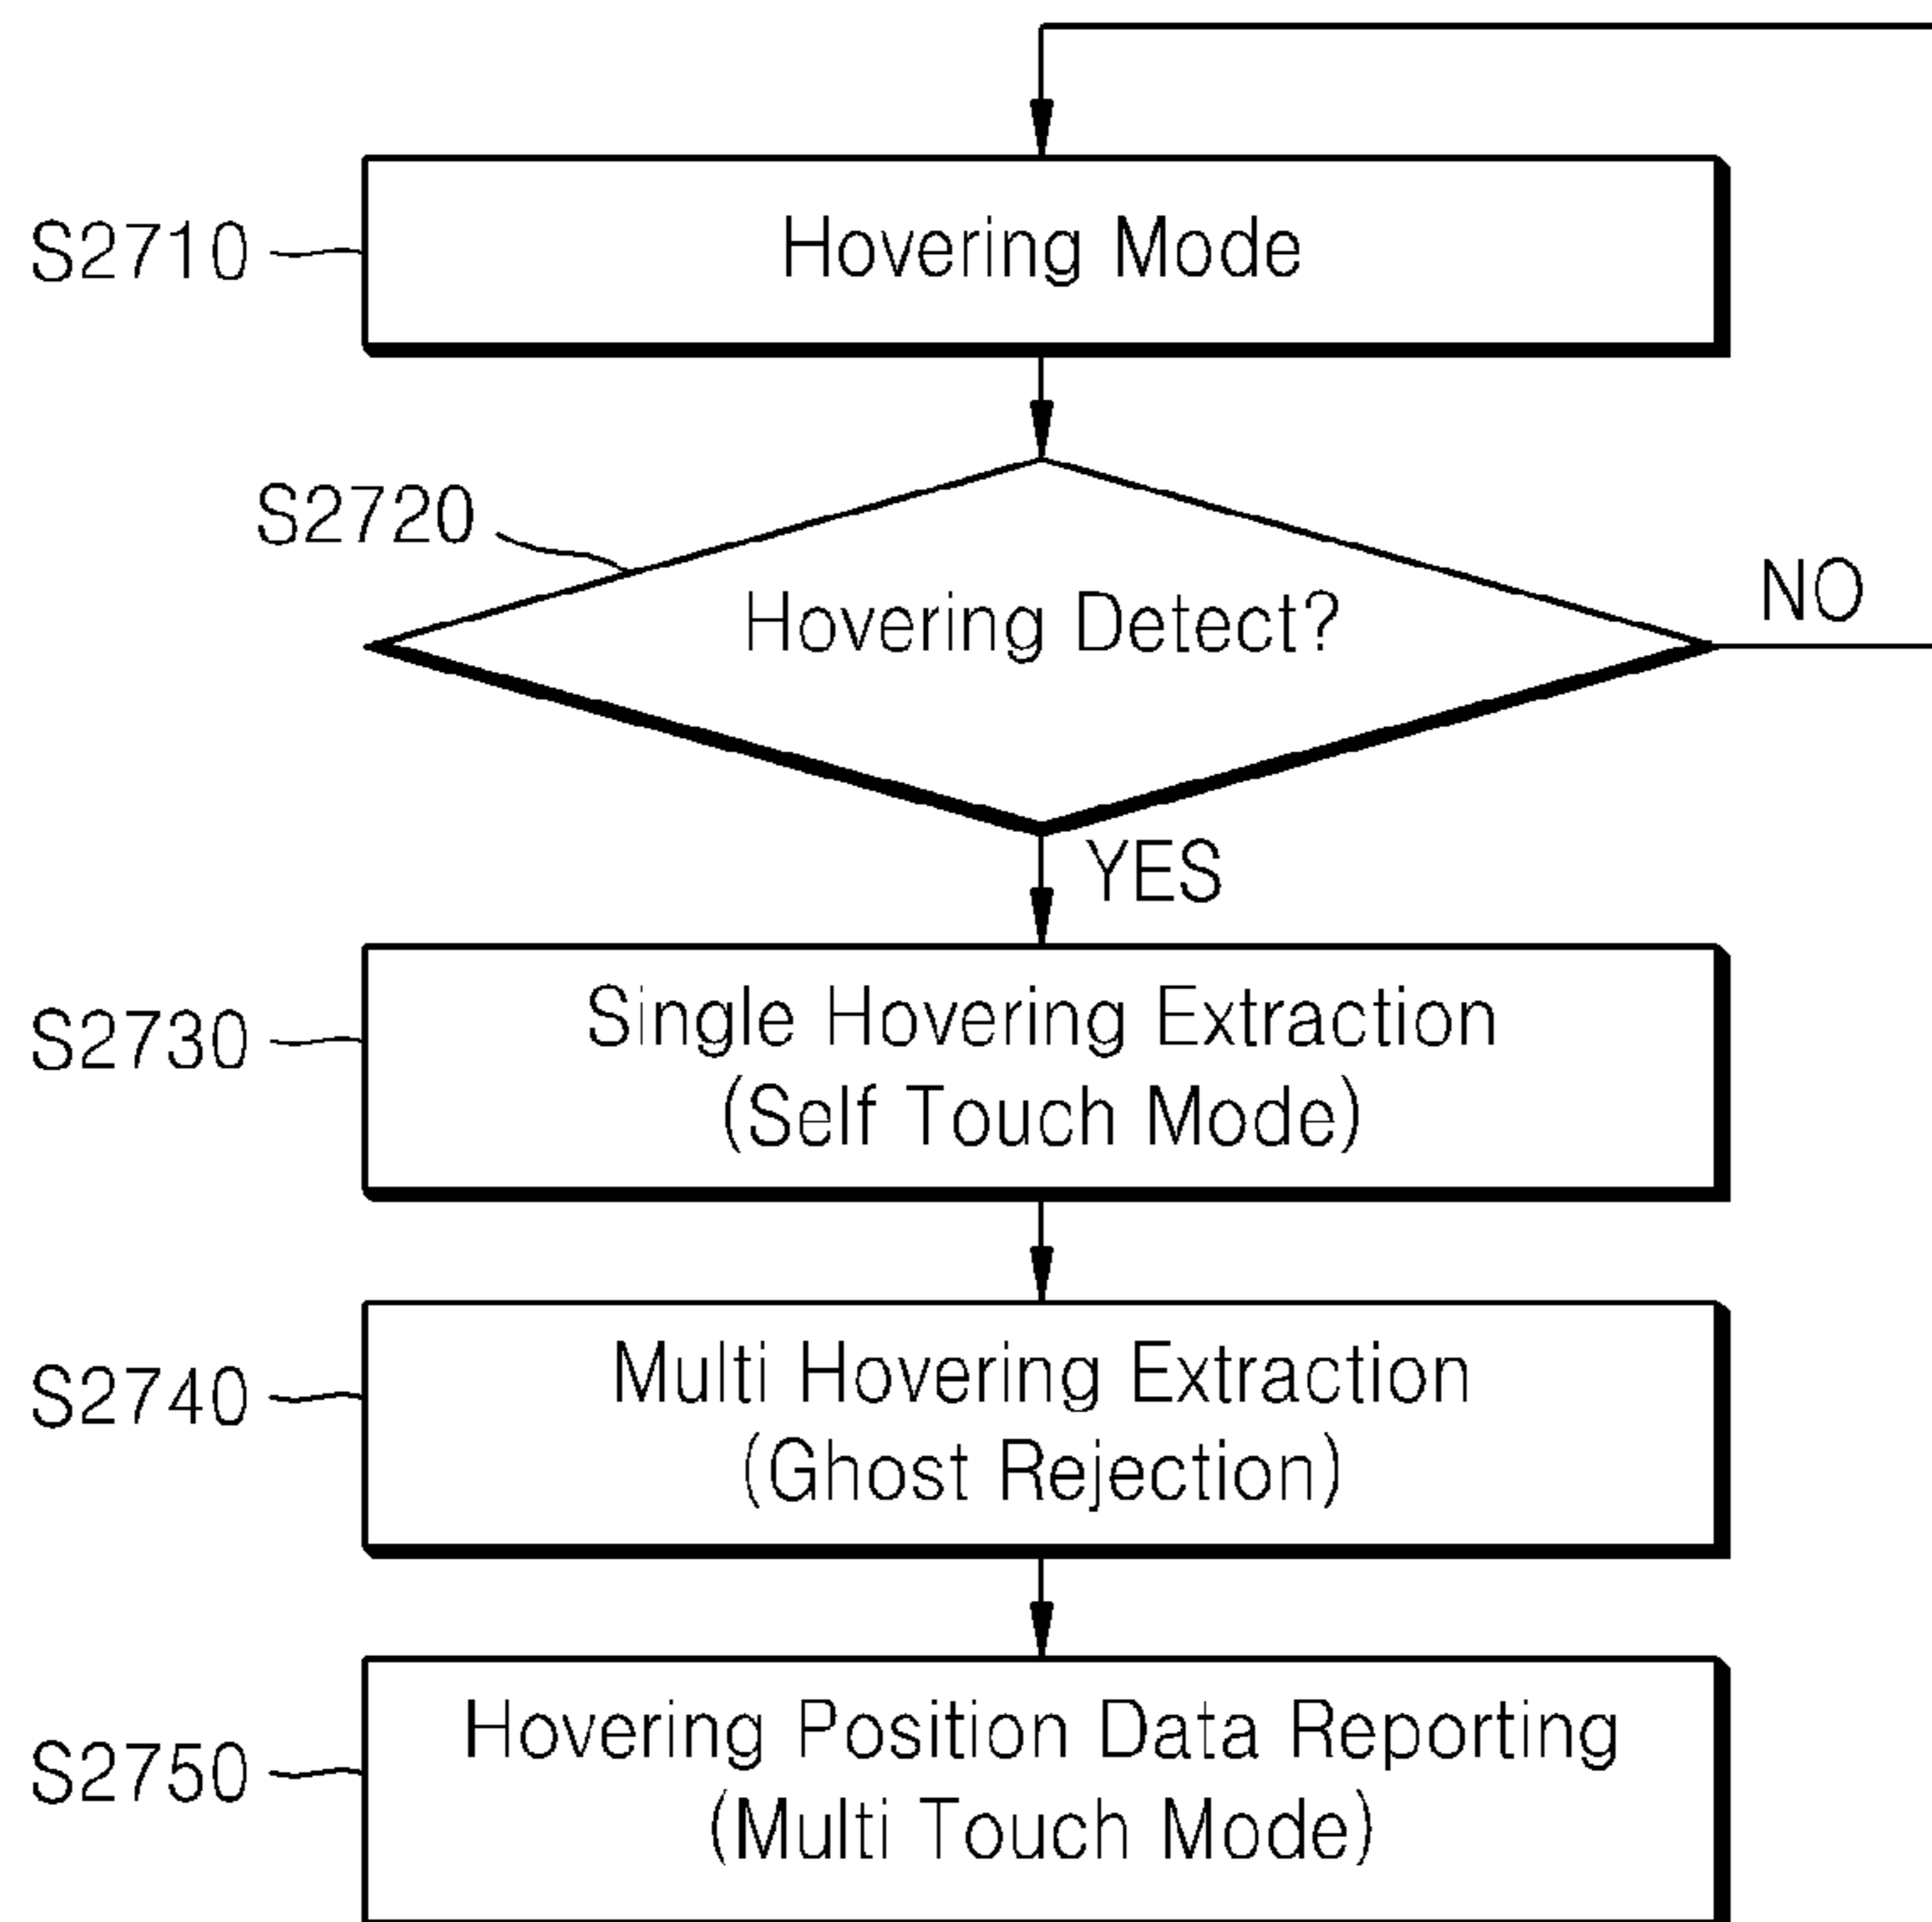 S2710
Hovering Mode
S2720
Hovering Detect?
NO
YES
S2730
Single Hovering Extraction
(Self Touch Mode)
S2740
Multi Hovering Extraction
(Ghost Rejection)
S2750
Hovering Position Data Reporting
(Multi Touch Mode)